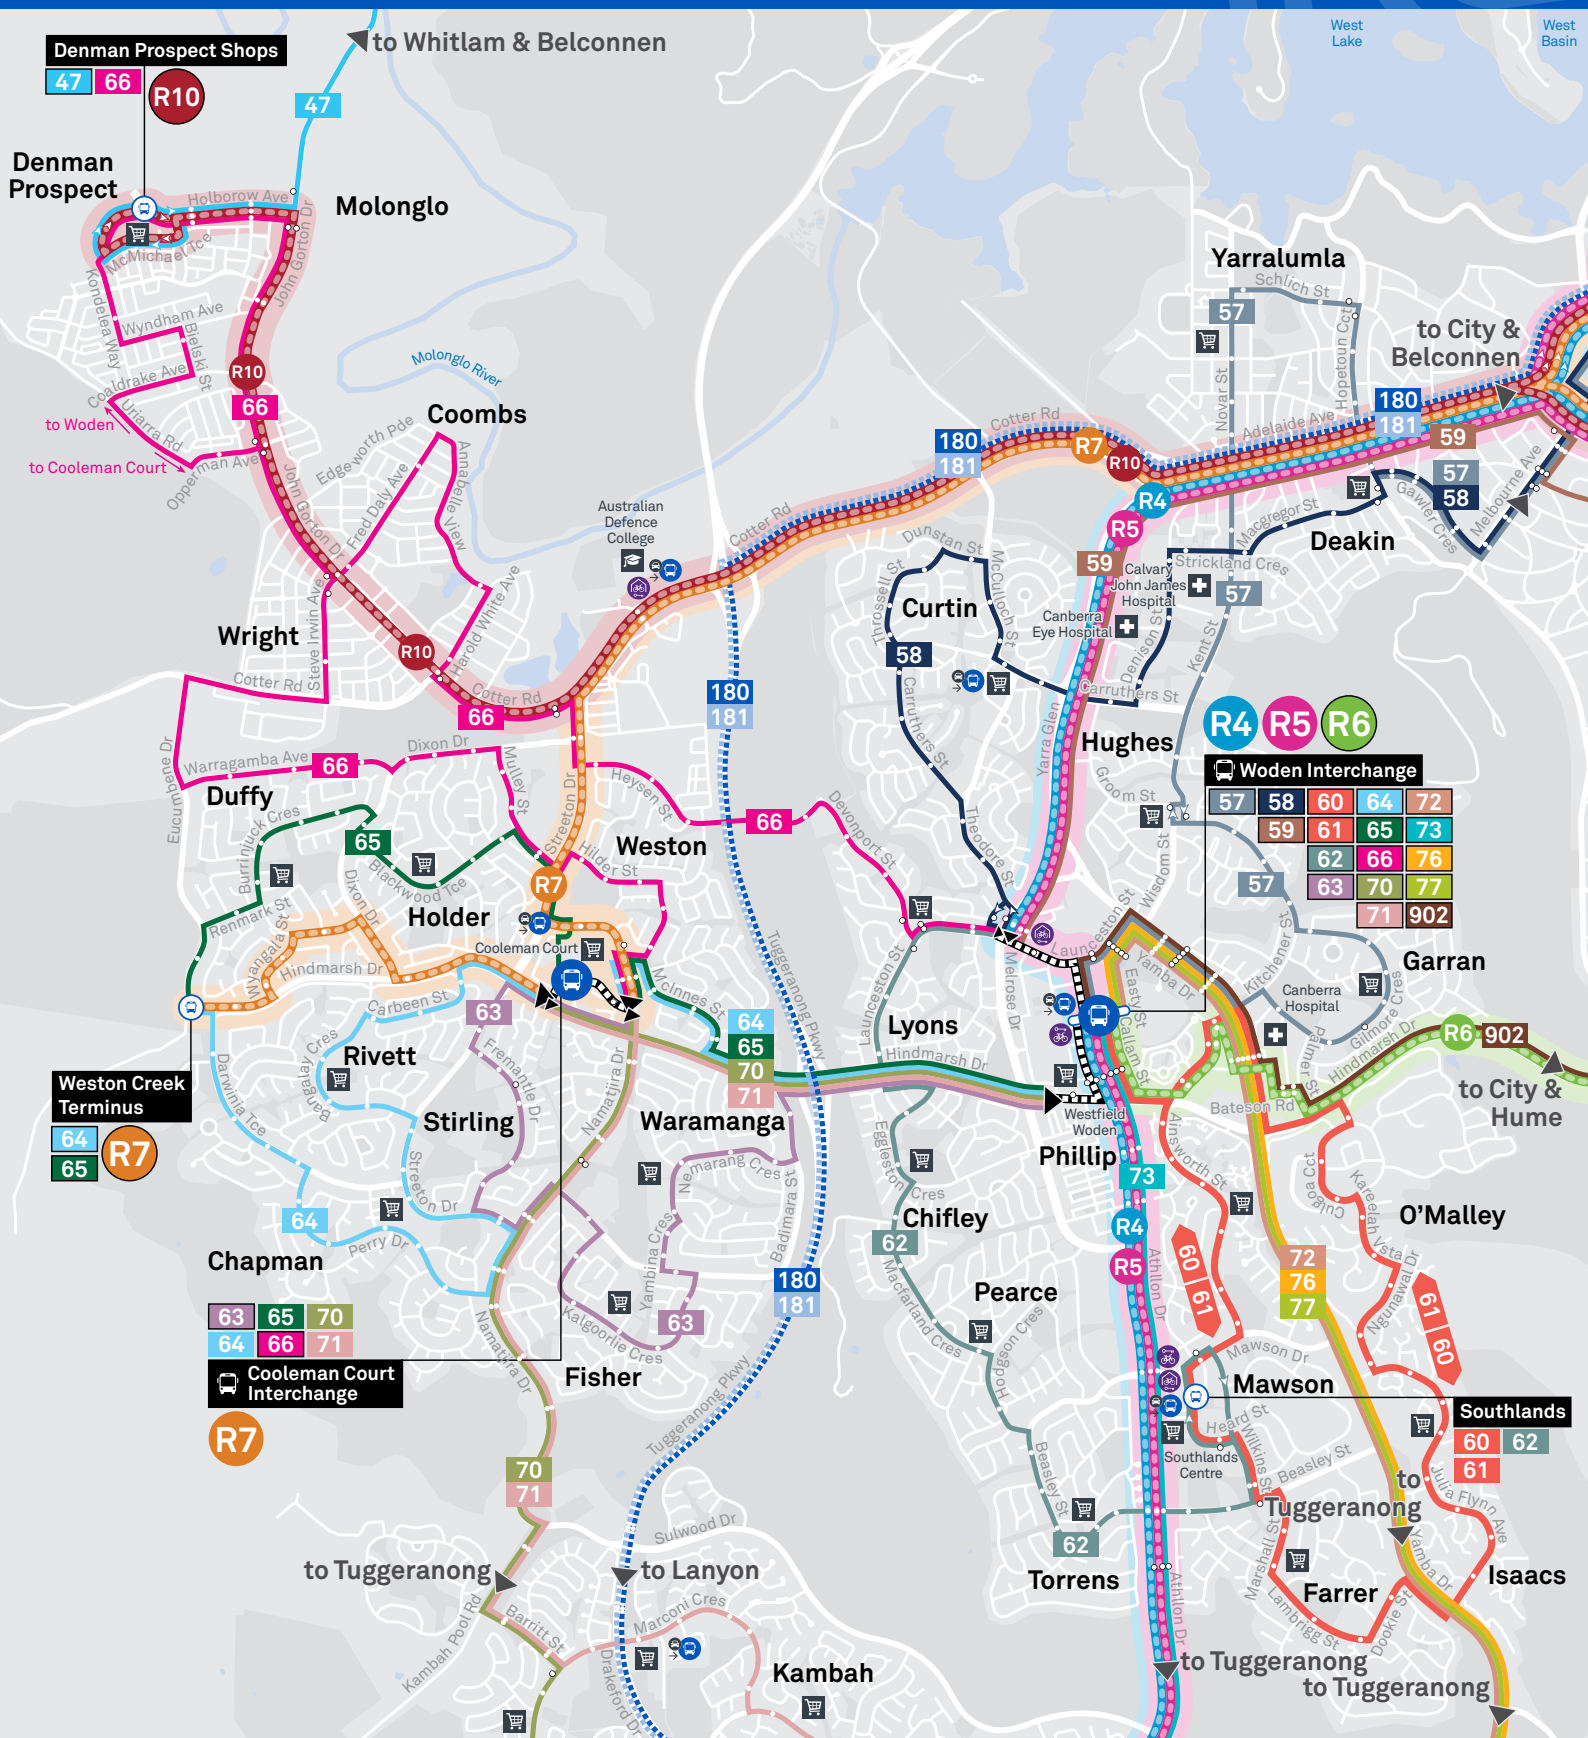 West
Lake
West
Basin
to Whitlam & Belconnen
Denman Prospect Shops
47 66 R10
47
Denman
Prospect
Holborow Ave
John Gorton Dr
Molonglo
McMichael Tce
Kondelea Way
Wyndham Ave
Bielski St
Coaldrake Ave
Uriarra Rd
to Woden
to Cooleman Court
Opperman Ave
R10
66
Molonglo River
Coombs
Edgeworth Pde
Fred Daly Ave
Annabelle View
John Gorton Dr
Harold White Ave
Wright
Steve Irwin Ave
R10
Cotter Rd
Cotter Rd
66
Australian
Defence
College
Cotter Rd
180
181
Cotter Rd
R7
R10
R4
R5
59
Yarralumla
Schlich St
57
Novar St
Hopetoun Cct
to City &
Belconnen
Adelaide Ave
180
181
59
57
58
Melbourne Ave
Gawler Cres
Macgregor St
Deakin
Strickland Cres
57
Calvary
John James
Hospital
Canberra
Eye Hospital
Denison St
Kent St
Carruthers St
Dunstan St
McCulloch St
Throssell St
Curtin
58
Carruthers St
Theodore St
Yarra Glen
Hughes
Groom St
Wisdom St
180
181
Eucumbene Dr
Warragamba Ave
66
Dixon Dr
Mulley St
Duffy
Burrinjuck Cres
65
Blackwood Tce
Streeton Dr
Heysen St
66
Weston
Hilder St
Devonport St
R7
Holder
Cooleman Court
Renmark St
Wyangala St
Dixon Dr
Hindmarsh Dr
Carbeen St
McInnes St
Tuggeranong Pkwy
Launceston St
Launceston St
Melrose Dr
Lyons
Hindmarsh Dr
R4 R5 R6
Woden Interchange
57 58 60 64 72
59 61 65 73
62 66 76
63 70 77
71 902
57
Kitchener St
Garran
Canberra
Hospital
Gilmore Cres
Palmer St
Hindmarsh Dr
R6 902
to City &
Hume
Yamba Dr
Easty St
Callam St
Bateson Rd
Westfield
Woden
Phillip
Ainsworth St
73
R4
R5
Athllon Dr
63
Rivett
Bangalay Cres
Darwinia Tce
Weston Creek
Terminus
64 R7
65
Stirling
Fremantle Dr
Namatjira Dr
64
65
70
71
Waramanga
Nemarang Cres
Badimara St
Yambina Cres
Streeton Dr
64
Perry Dr
Chapman
63 65 70
64 66 71
Cooleman Court
Interchange
R7
Kalgoorlie Cres
63
Fisher
Namatjira Dr
180
181
Tuggeranong Pkwy
Eggleston Cres
Chifley
62
Macfarland Cres
Pearce
Hodgson Cres
Beasley St
62
Torrens
60 61
72
76
77
Culgoa Cct
Kareelah Vsta
O'Malley
Ngunawal Dr
61 60
Mawson Dr
Mawson
Heard St
Southlands
Centre
Wilkins St
Beasley St
Southlands
60 62
61
Julia Flynn Ave
to
Tuggeranong
Yamba Dr
Isaacs
Marshall St
Farrer
Lambrigg St
Dookie St
Athllon Dr
to Tuggeranong
to Tuggeranong
70
71
Sulwood Dr
to Tuggeranong
to Lanyon
Kambah Pool Rd
Barritt St
Marconi Cres
Drakeford Dr
Kambah